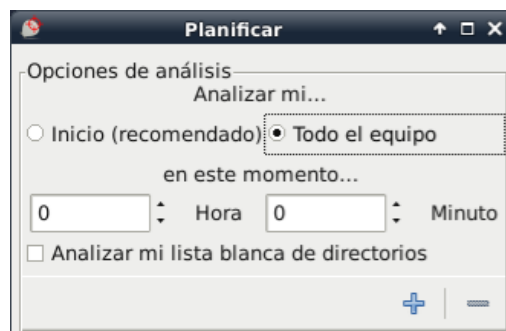 Planificar
Opciones de análisis
Analizar mi...
Inicio (recomendado) Todo el equipo
en este momento...
0 Hora 0 Minuto
Analizar mi lista blanca de directorios